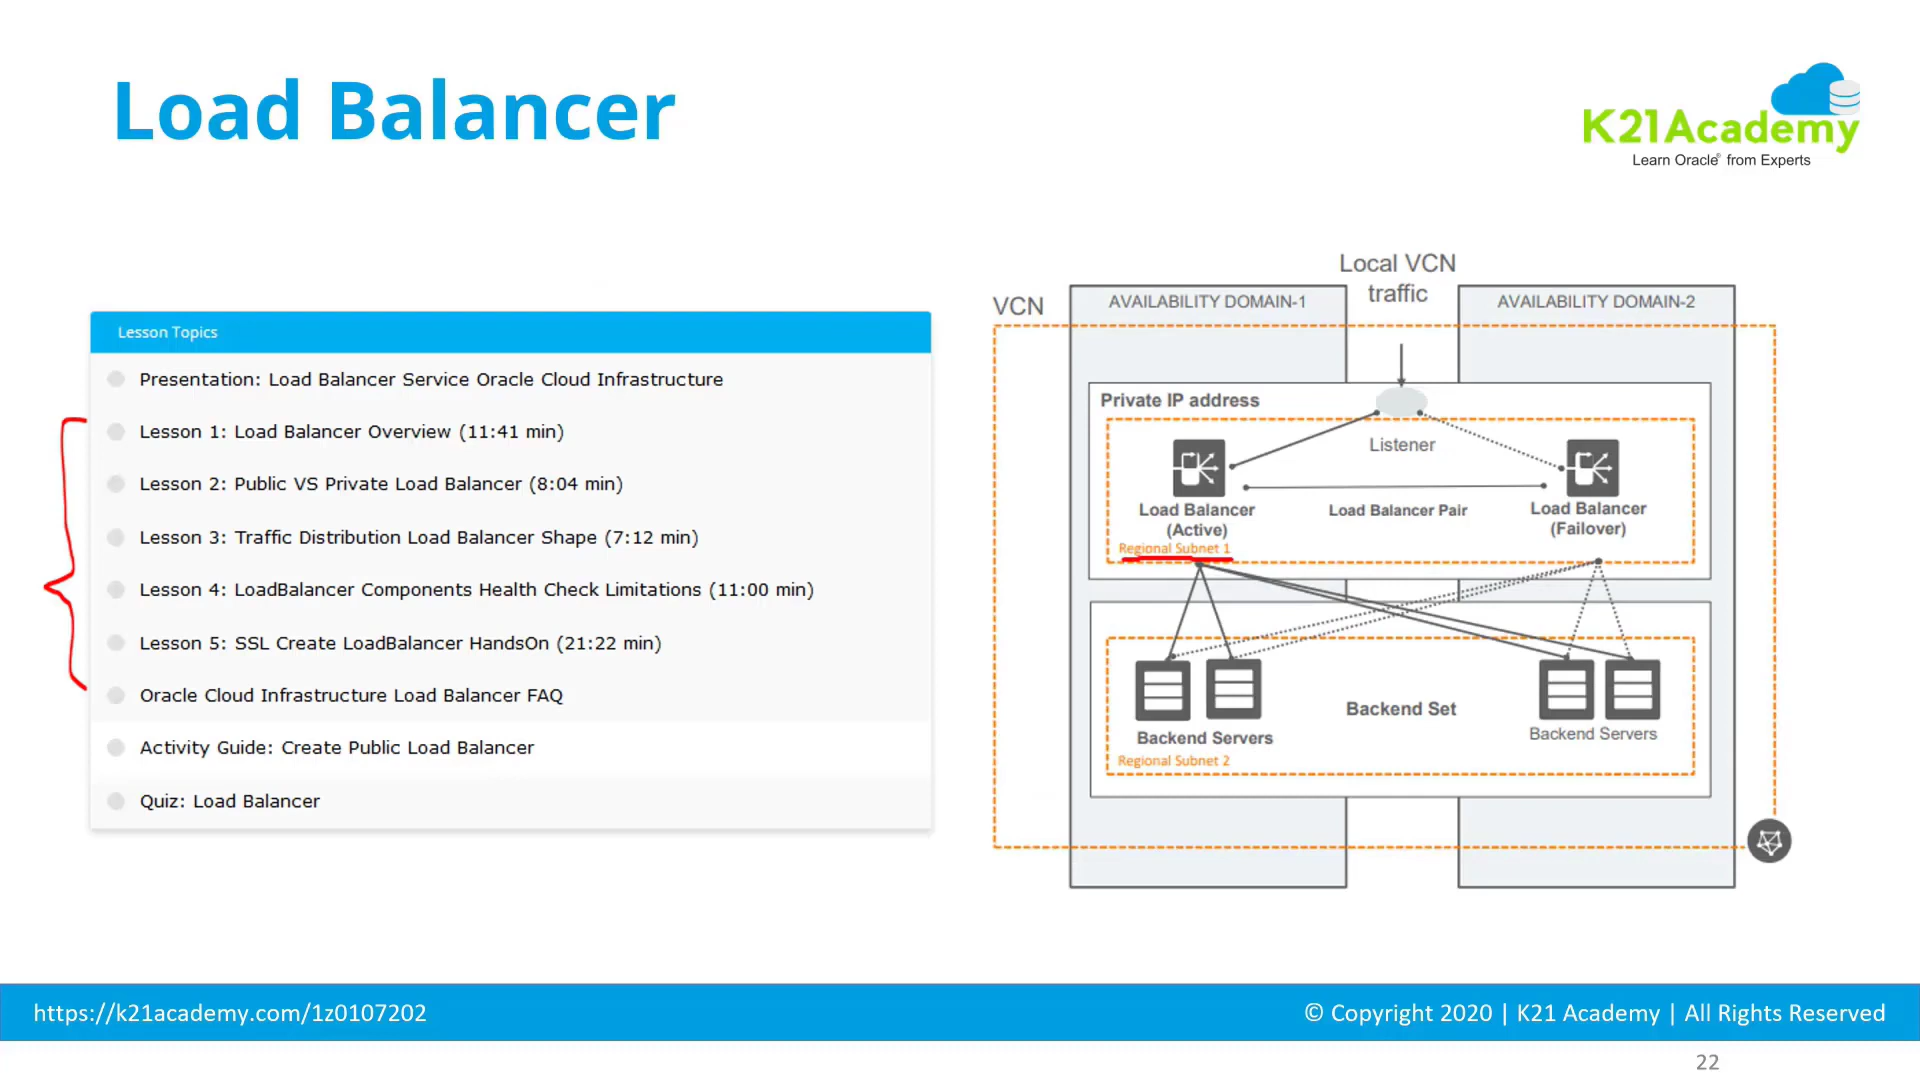 Load Balancer
K21Academy
Learn Oracle® from Experts
Lesson Topics
Presentation: Load Balancer Service Oracle Cloud Infrastructure
Lesson 1: Load Balancer Overview (11:41 min)
Lesson 2: Public VS Private Load Balancer (8:04 min)
Lesson 3: Traffic Distribution Load Balancer Shape (7:12 min)
Lesson 4: LoadBalancer Components Health Check Limitations (11:00 min)
Lesson 5: SSL Create LoadBalancer HandsOn (21:22 min)
Oracle Cloud Infrastructure Load Balancer FAQ
Activity Guide: Create Public Load Balancer
Quiz: Load Balancer
Local VCN
traffic
VCN
AVAILABILITY DOMAIN-1
AVAILABILITY DOMAIN-2
Private IP address
Listener
Load Balancer
(Active)
Load Balancer Pair
Load Balancer
(Failover)
Regional Subnet 1
Backend Set
Backend Servers
Backend Servers
Regional Subnet 2
https://k21academy.com/1z0107202
© Copyright 2020 | K21 Academy | All Rights Reserved
22